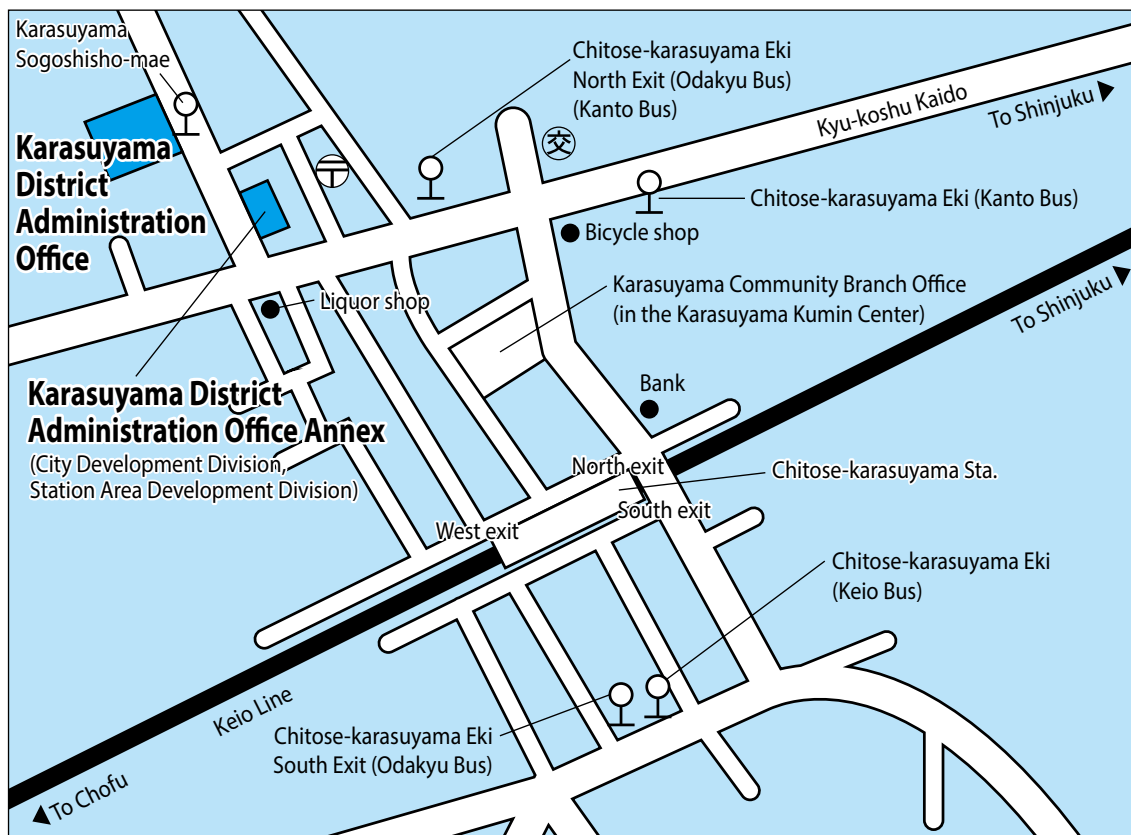 Karasuyama
Sogoshisho-mae
Chitose-karasuyama Eki
North Exit (Odakyu Bus)
(Kanto Bus)
Kyu-koshu Kaido
To Shinjuku
交
〒
Karasuyama
District
Administration
Office
Chitose-karasuyama Eki (Kanto Bus)
Bicycle shop
Karasuyama Community Branch Office
(in the Karasuyama Kumin Center)
To Shinjuku
Liquor shop
Karasuyama District
Administration Office Annex
(City Development Division,
Station Area Development Division)
Bank
North exit
Chitose-karasuyama Sta.
South exit
West exit
Chitose-karasuyama Eki
(Keio Bus)
Keio Line
Chitose-karasuyama Eki
South Exit (Odakyu Bus)
To Chofu